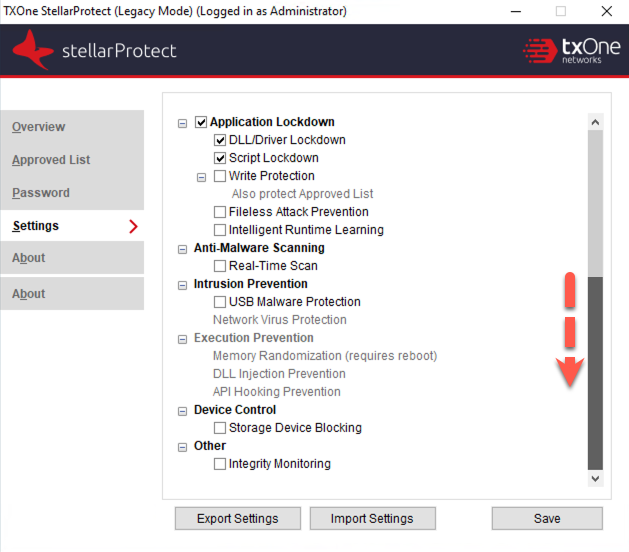 TXOne StellarProtect (Legacy Mode) (Logged in as Administrator)
stellarProtect
txOne
networks
Overview
Approved List
Password
Settings
About
About
Application Lockdown
DLL/Driver Lockdown
Script Lockdown
Write Protection
Also protect Approved List
Fileless Attack Prevention
Intelligent Runtime Learning
Anti-Malware Scanning
Real-Time Scan
Intrusion Prevention
USB Malware Protection
Network Virus Protection
Execution Prevention
Memory Randomization (requires reboot)
DLL Injection Prevention
API Hooking Prevention
Device Control
Storage Device Blocking
Other
Integrity Monitoring
Export Settings
Import Settings
Save